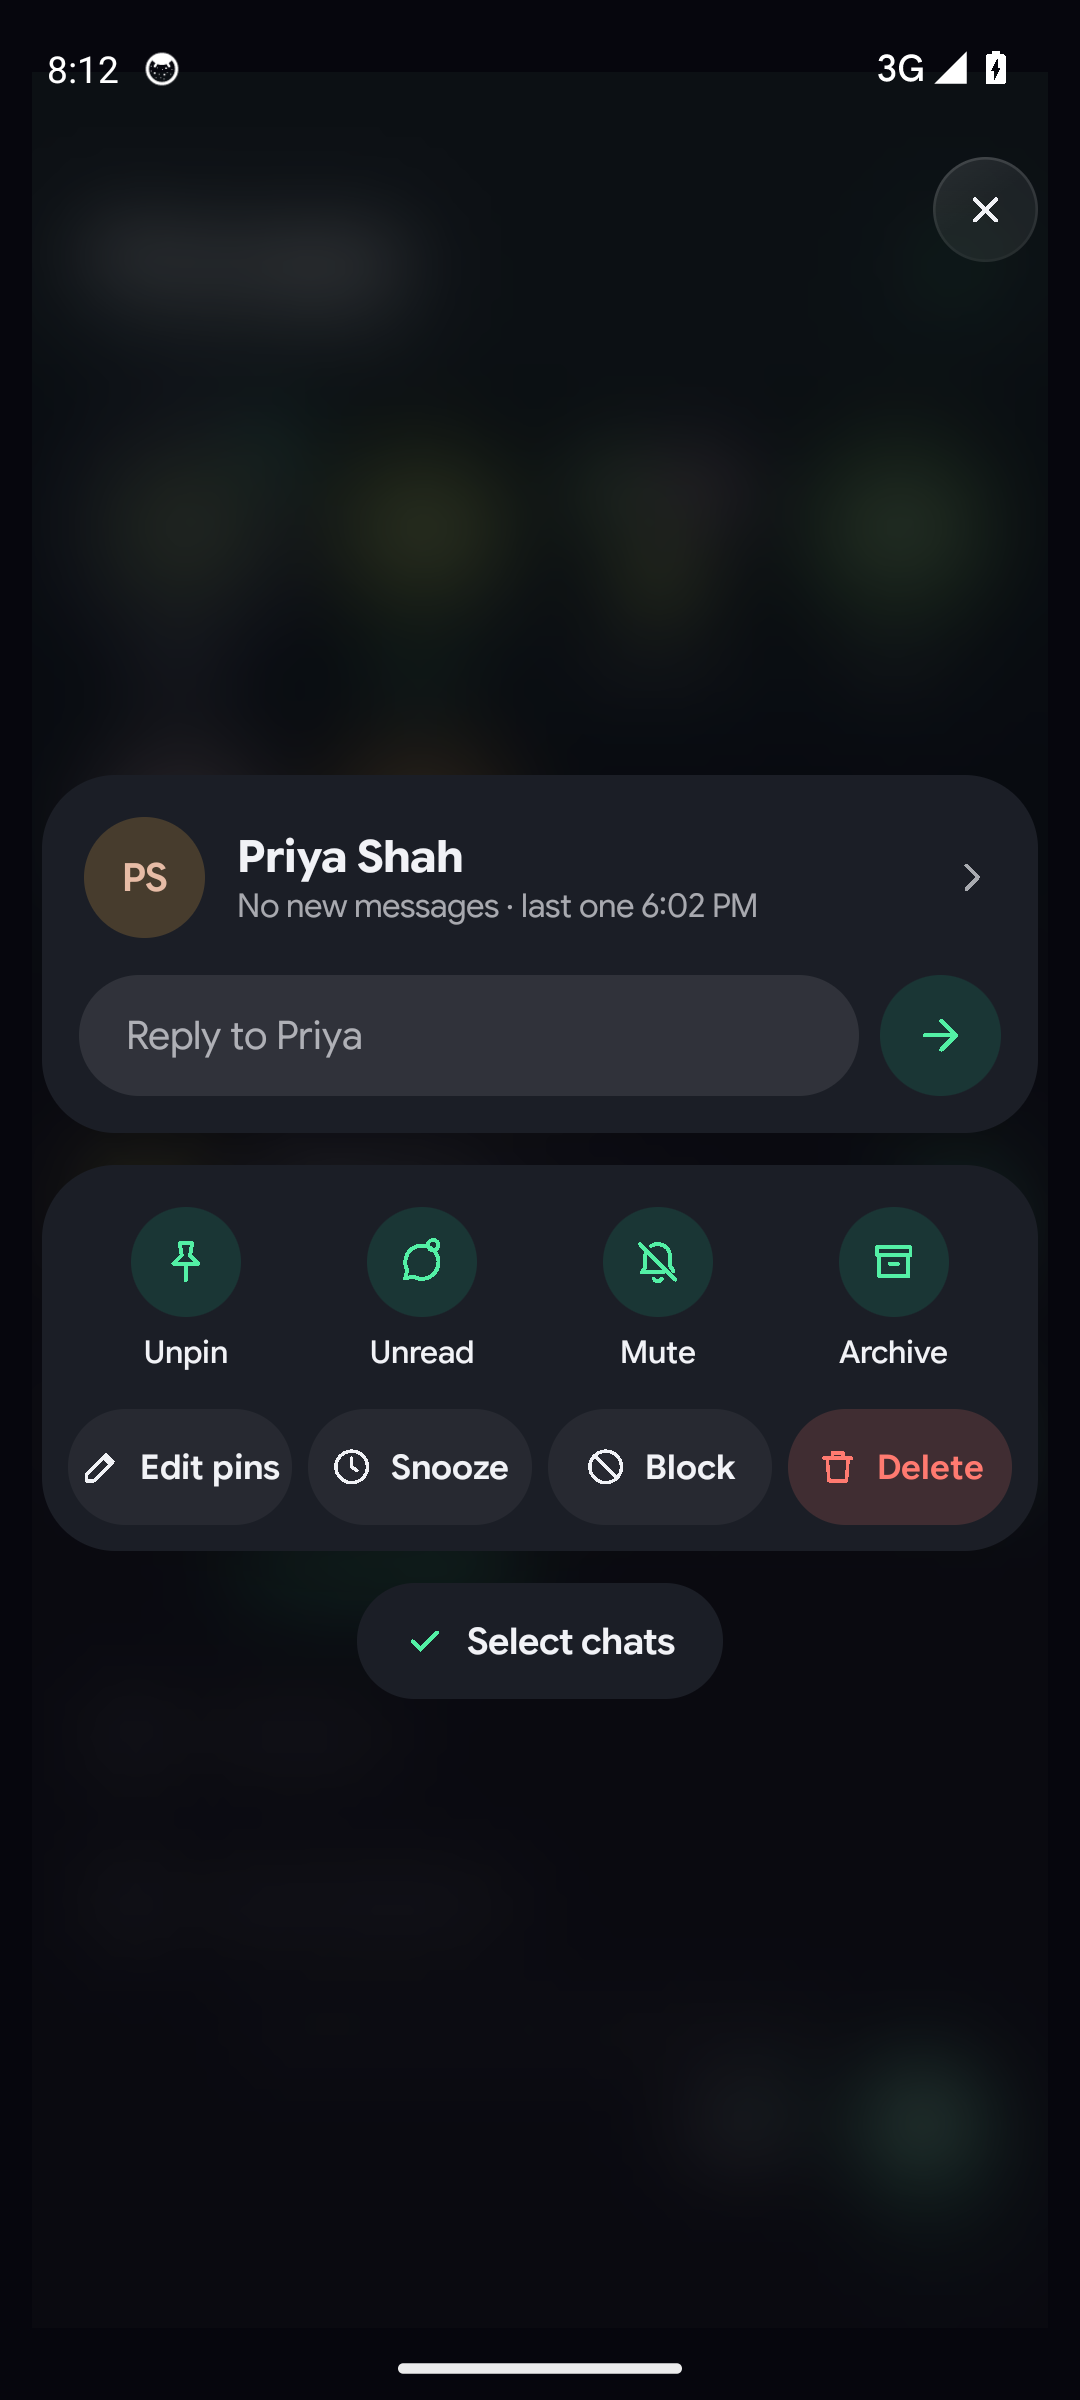 8:12
3G
Priya Shah
No new messages · last one 6:02 PM
PS
Reply to Priya
Unpin
Unread
Mute
Archive
Edit pins
Snooze
Block
Delete
Select chats